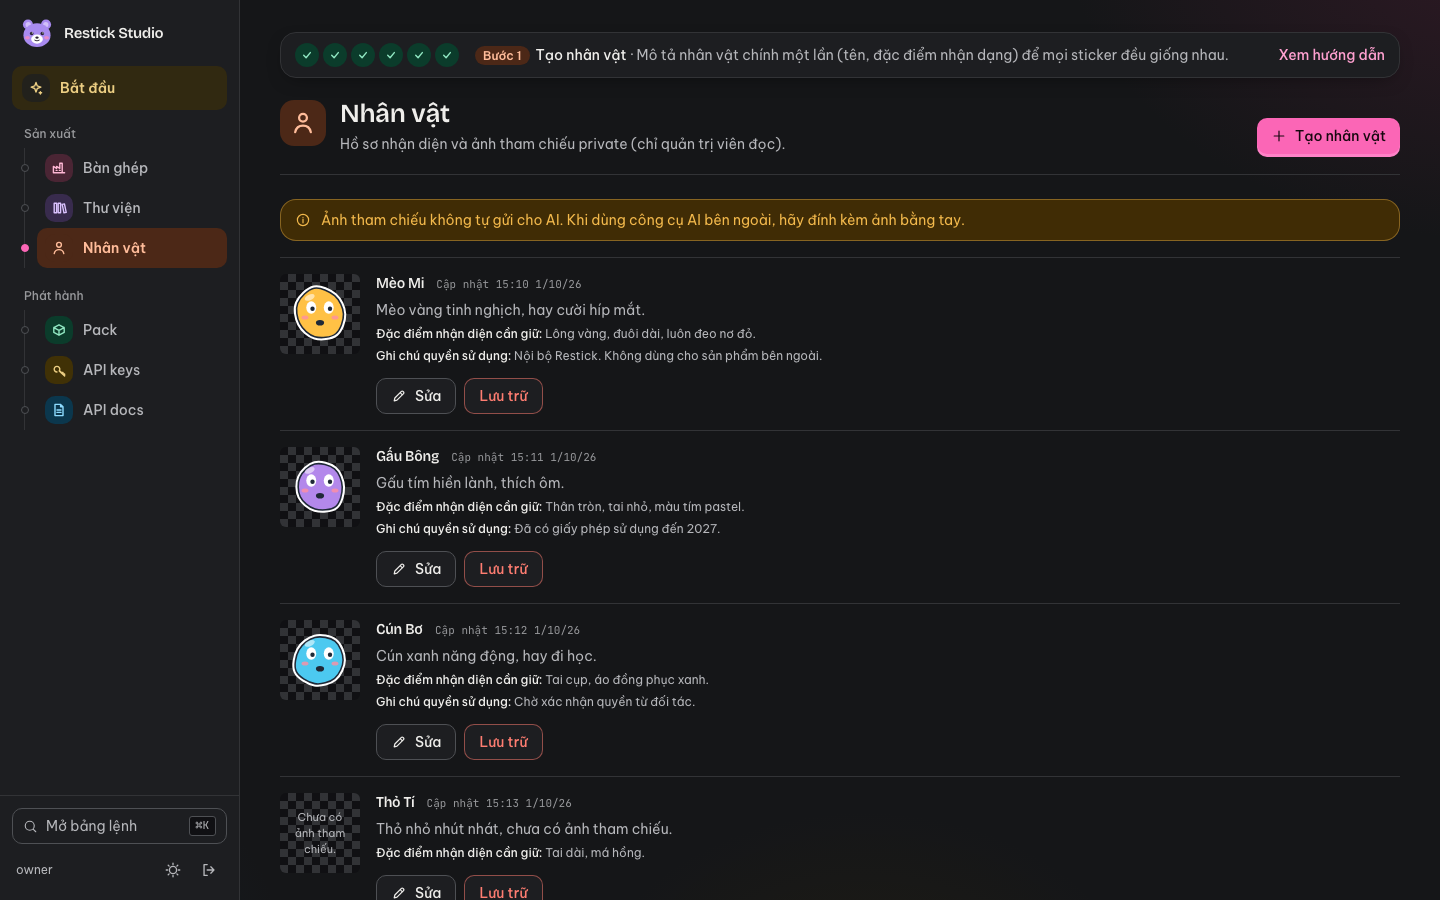 Restick Studio
Bắt đầu
Sản xuất
Bàn ghép
Thư viện
Nhân vật
Phát hành
Pack
API keys
API docs
Mở bảng lệnh ⌘K
owner
Bước 1 Tạo nhân vật · Mô tả nhân vật chính một lần (tên, đặc điểm nhận dạng) để mọi sticker đều giống nhau. Xem hướng dẫn
Nhân vật
Hồ sơ nhận diện và ảnh tham chiếu private (chỉ quản trị viên đọc).
Tạo nhân vật
Ảnh tham chiếu không tự gửi cho AI. Khi dùng công cụ AI bên ngoài, hãy đính kèm ảnh bằng tay.
Mèo Mi Cập nhật 15:10 1/10/26
Mèo vàng tinh nghịch, hay cười híp mắt.
Đặc điểm nhận diện cần giữ: Lông vàng, đuôi dài, luôn đeo nơ đỏ.
Ghi chú quyền sử dụng: Nội bộ Restick. Không dùng cho sản phẩm bên ngoài.
Sửa Lưu trữ
Gấu Bông Cập nhật 15:11 1/10/26
Gấu tím hiền lành, thích ôm.
Đặc điểm nhận diện cần giữ: Thân tròn, tai nhỏ, màu tím pastel.
Ghi chú quyền sử dụng: Đã có giấy phép sử dụng đến 2027.
Sửa Lưu trữ
Cún Bơ Cập nhật 15:12 1/10/26
Cún xanh năng động, hay đi học.
Đặc điểm nhận diện cần giữ: Tai cụp, áo đồng phục xanh.
Ghi chú quyền sử dụng: Chờ xác nhận quyền từ đối tác.
Sửa Lưu trữ
Chưa có
ảnh tham
chiếu.
Thỏ Tí Cập nhật 15:13 1/10/26
Thỏ nhỏ nhút nhát, chưa có ảnh tham chiếu.
Đặc điểm nhận diện cần giữ: Tai dài, má hồng.
Sửa Lưu trữ